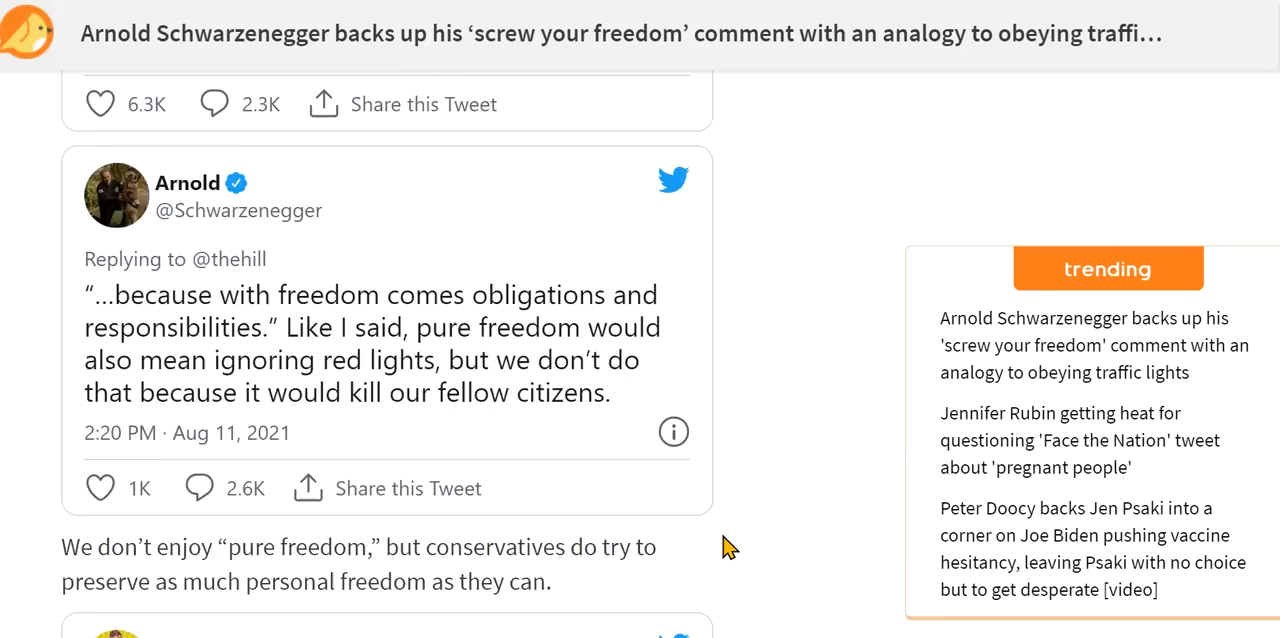 Arnold Schwarzenegger backs up his ‘screw your freedom’ comment with an analogy to obeying traffi…
6.3K 2.3K Share this Tweet
Arnold
@Schwarzenegger
Replying to @thehill
“…because with freedom comes obligations and
responsibilities.” Like I said, pure freedom would
also mean ignoring red lights, but we don’t do
that because it would kill our fellow citizens.
2:20 PM · Aug 11, 2021
1K 2.6K Share this Tweet
We don’t enjoy “pure freedom,” but conservatives do try to
preserve as much personal freedom as they can.
trending
Arnold Schwarzenegger backs up his
'screw your freedom' comment with an
analogy to obeying traffic lights
Jennifer Rubin getting heat for
questioning 'Face the Nation' tweet
about 'pregnant people'
Peter Doocy backs Jen Psaki into a
corner on Joe Biden pushing vaccine
hesitancy, leaving Psaki with no choice
but to get desperate [video]